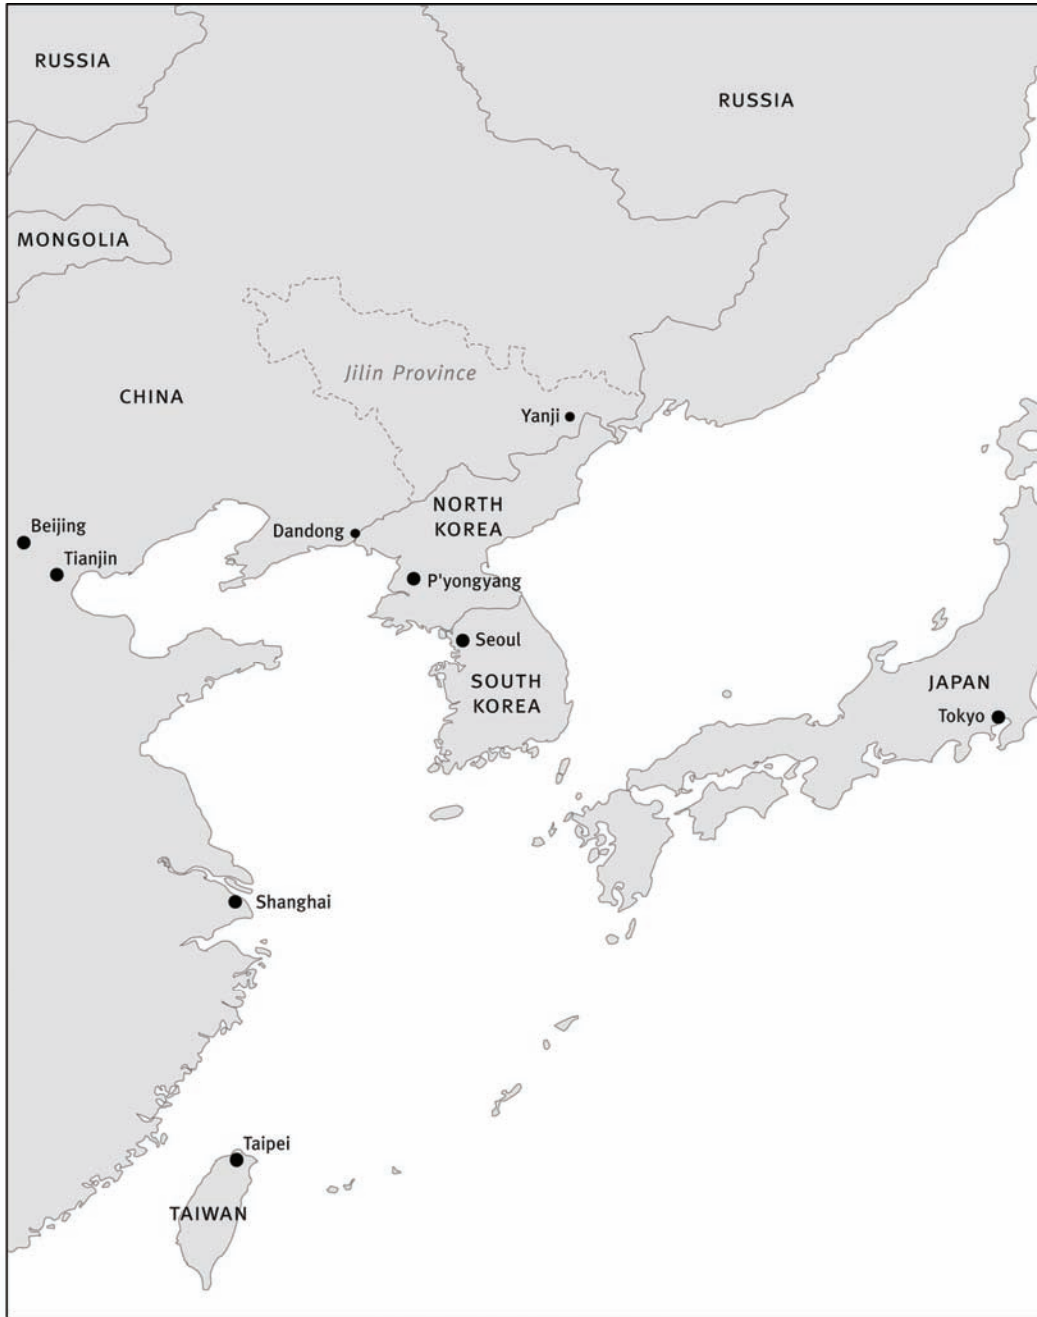 RUSSIA
RUSSIA
MONGOLIA
Jilin Province
CHINA
Yanji
NORTH
KOREA
Beijing
Dandong
Tianjin
P'yongyang
Seoul
SOUTH
KOREA
JAPAN
Tokyo
Shanghai
Taipei
TAIWAN